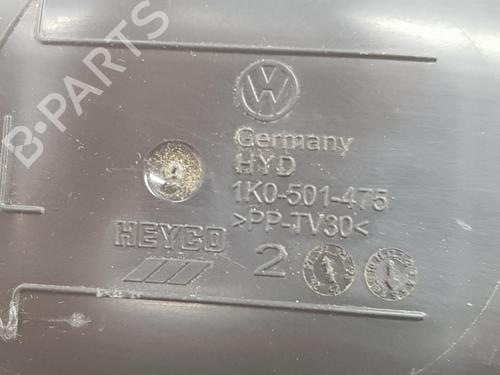 B-PARTS
Germany
HYD
1K0-501-475
>PP-TV30<
HEYCO
2